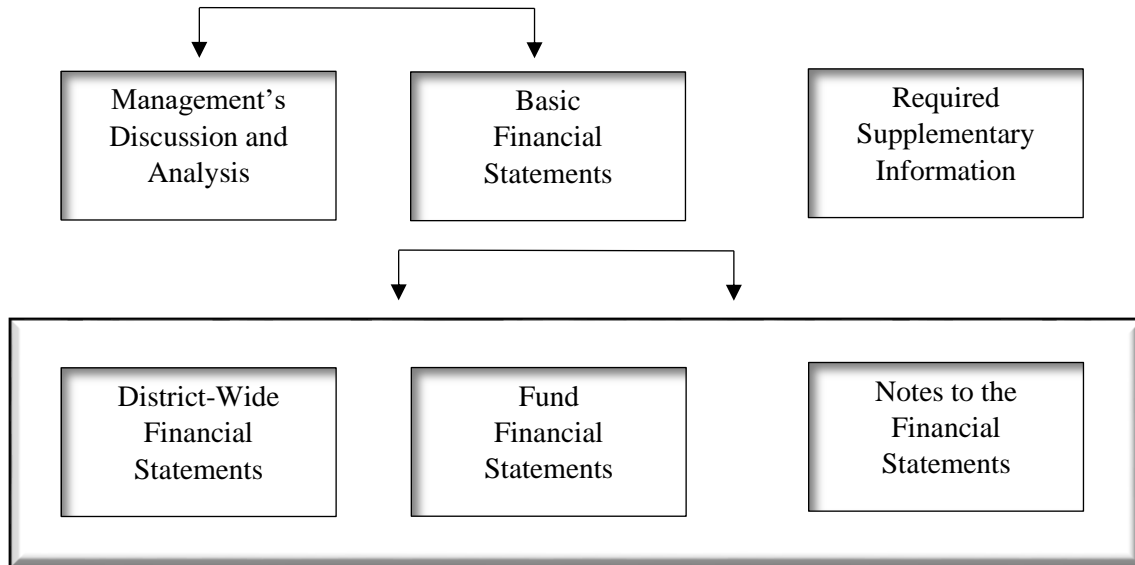 Management’s
Discussion and
Analysis
Basic
Financial
Statements
Required
Supplementary
Information
District-Wide
Financial
Statements
Fund
Financial
Statements
Notes to the
Financial
Statements